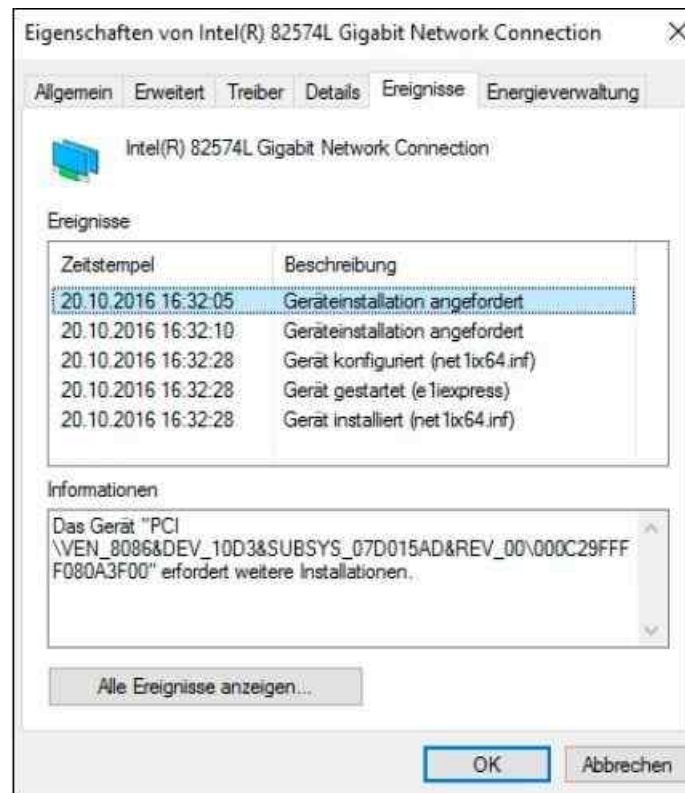 Eigenschaften von Intel(R) 82574L Gigabit Network Connection
Allgemein Erweitert Treiber Details Ereignisse Energieverwaltung
Intel(R) 82574L Gigabit Network Connection
Ereignisse
Zeitstempel Beschreibung
20.10.2016 16:32:05 Geräteinstallation angefordert
20.10.2016 16:32:10 Geräteinstallation angefordert
20.10.2016 16:32:28 Gerät konfiguriert (net1ix64.inf)
20.10.2016 16:32:28 Gerät gestartet (e1iexpress)
20.10.2016 16:32:28 Gerät installiert (net1ix64.inf)
Informationen
Das Gerät "PCI
\VEN_8086&DEV_10D3&SUBSYS_07D015AD&REV_00\000C29FFF
F080A3F00" erfordert weitere Installationen.
Alle Ereignisse anzeigen...
OK Abbrechen